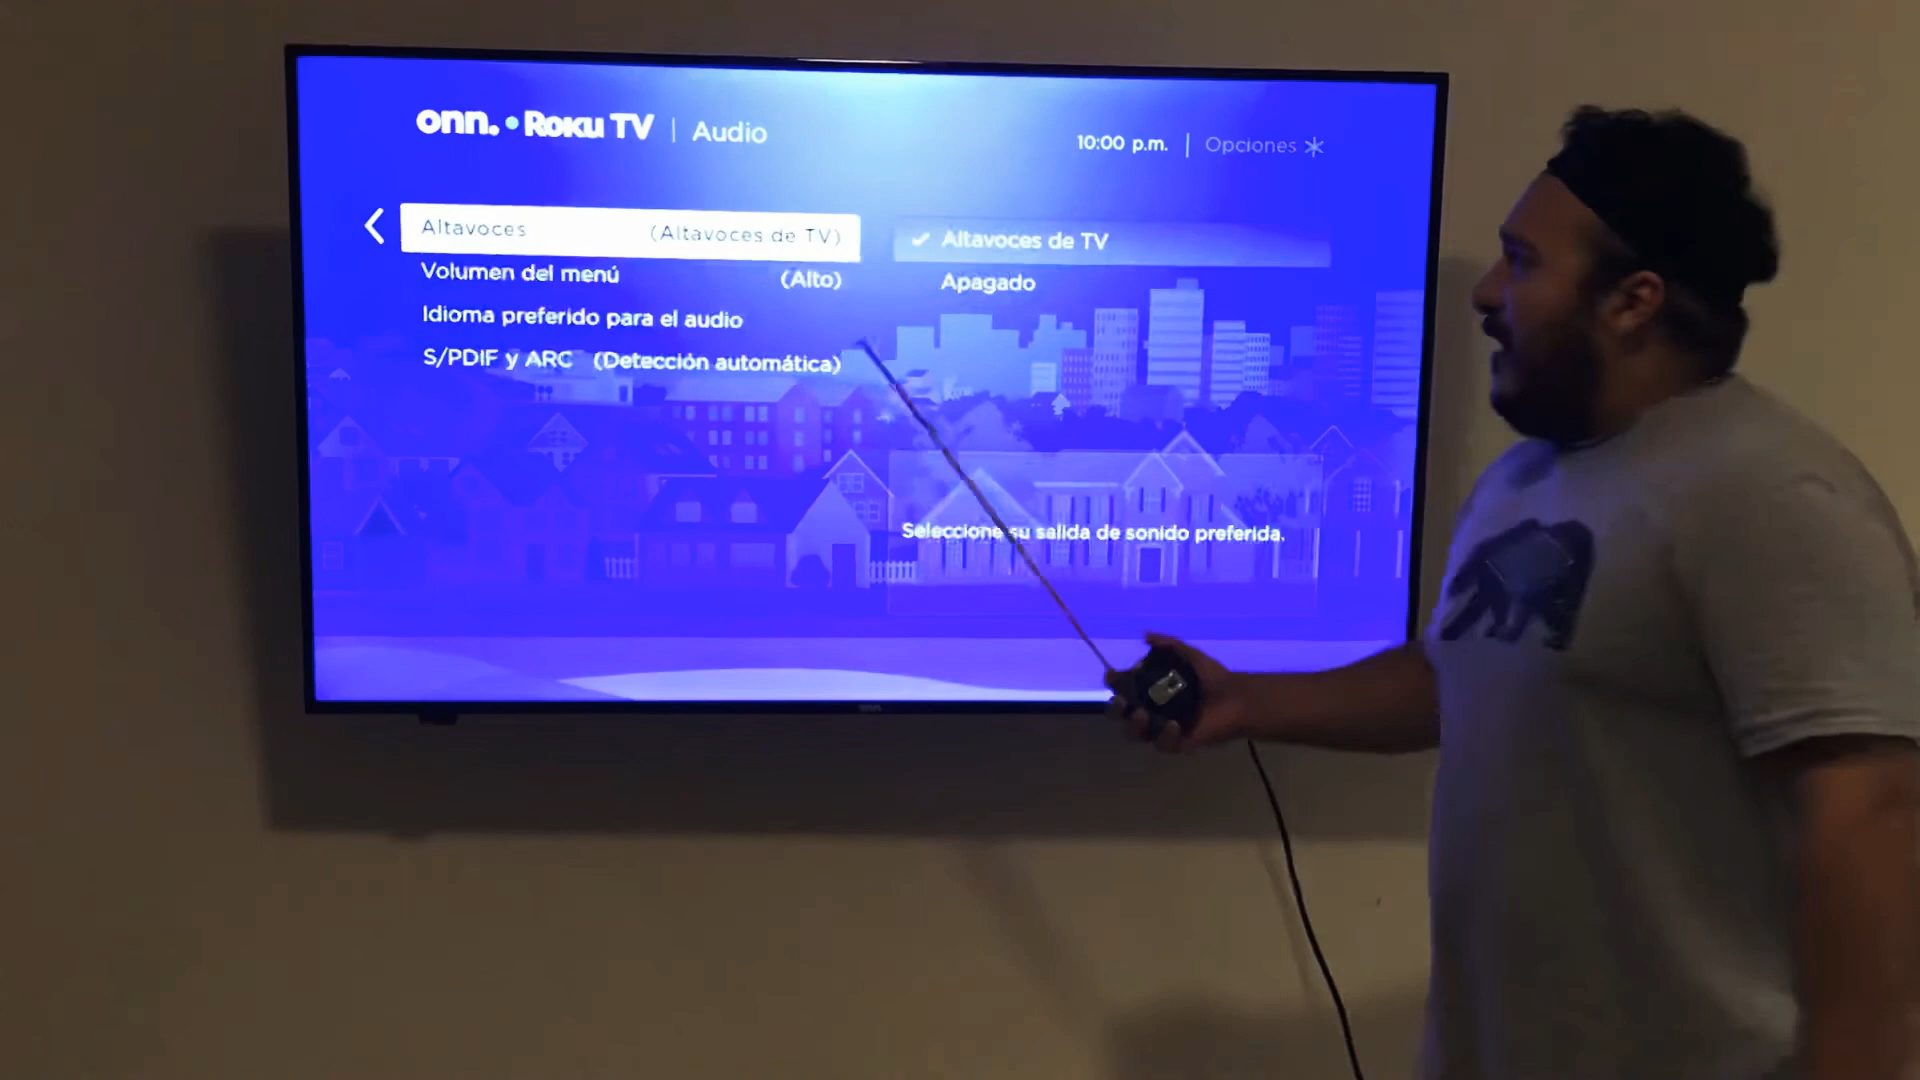 onn. • Roku TV | Audio
10:00 p.m. | Opciones
Altavoces (Altavoces de TV)
Volumen del menú (Alto)
Idioma preferido para el audio
S/PDIF y ARC (Detección automática)
Altavoces de TV
Apagado
Seleccione su salida de sonido preferida.
onn